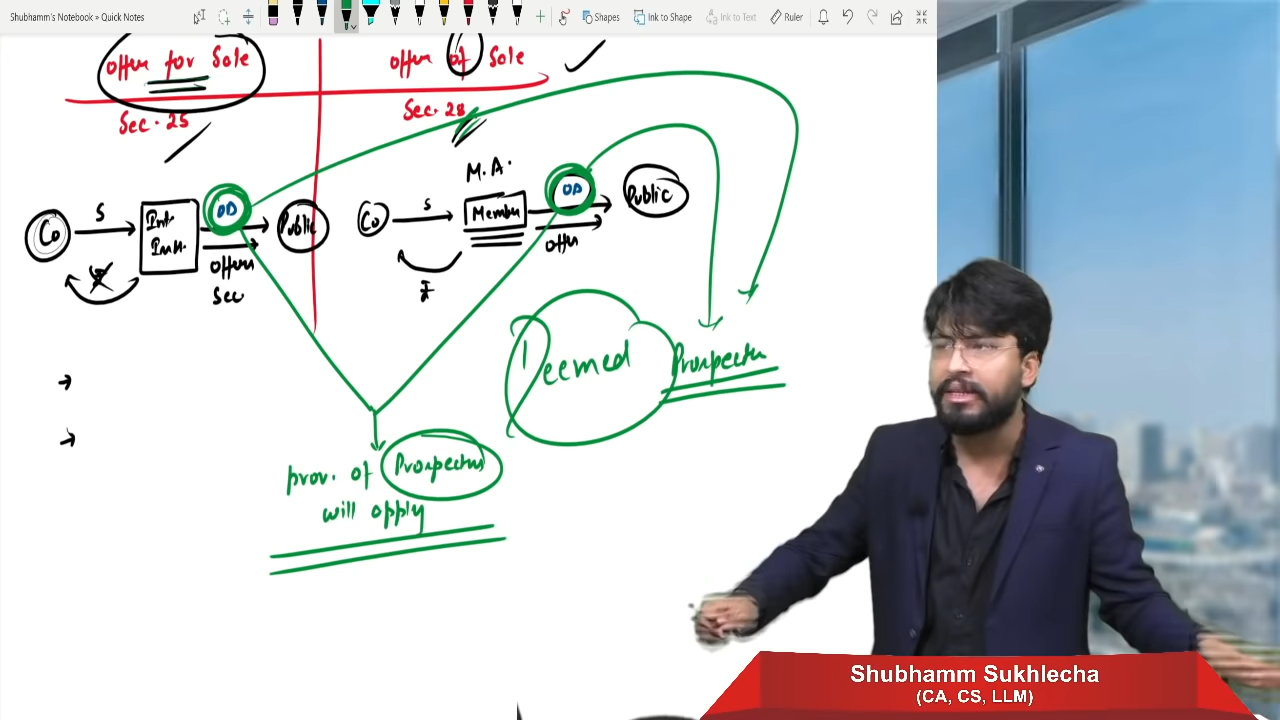 Shubhamm's Notebook » Quick Notes
Shapes
Ink to Shape
Ink to Text
Ruler
offer for Sale
offer of Sale
Sec. 25
Sec. 28
M.A.
Co
S
OD
Public
offers
Sec
Co
S
Member
OD
Public
offer
₹
Deemed
Prospectus
prov. of Prospectus
will apply
Shubhamm Sukhlecha
(CA, CS, LLM)